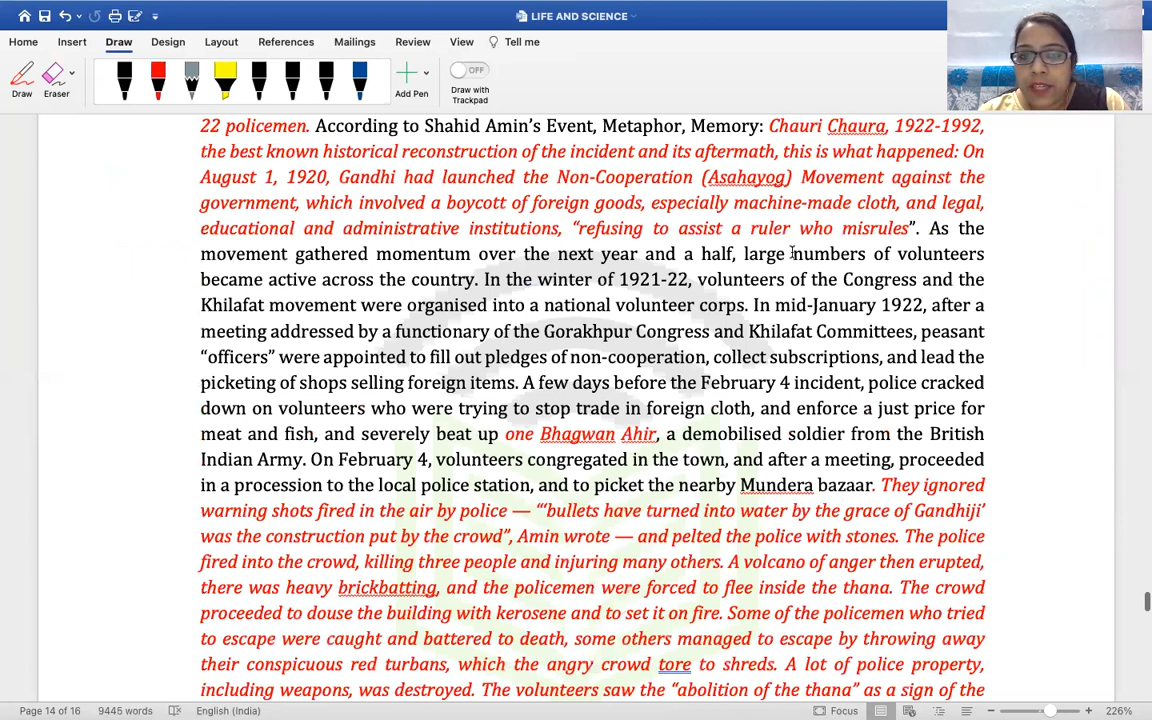 LIFE AND SCIENCE
Home Insert Draw Design Layout References Mailings Review View Tell me
OFF
Draw Eraser Add Pen Draw with Trackpad
22 policemen. According to Shahid Amin's Event, Metaphor, Memory: Chauri Chaura, 1922-1992,
the best known historical reconstruction of the incident and its aftermath, this is what happened: On
August 1, 1920, Gandhi had launched the Non-Cooperation (Asahayog) Movement against the
government, which involved a boycott of foreign goods, especially machine-made cloth, and legal,
educational and administrative institutions, “refusing to assist a ruler who misrules”. As the
movement gathered momentum over the next year and a half, large numbers of volunteers
became active across the country. In the winter of 1921-22, volunteers of the Congress and the
Khilafat movement were organised into a national volunteer corps. In mid-January 1922, after a
meeting addressed by a functionary of the Gorakhpur Congress and Khilafat Committees, peasant
“officers” were appointed to fill out pledges of non-cooperation, collect subscriptions, and lead the
picketing of shops selling foreign items. A few days before the February 4 incident, police cracked
down on volunteers who were trying to stop trade in foreign cloth, and enforce a just price for
meat and fish, and severely beat up one Bhagwan Ahir, a demobilised soldier from the British
Indian Army. On February 4, volunteers congregated in the town, and after a meeting, proceeded
in a procession to the local police station, and to picket the nearby Mundera bazaar. They ignored
warning shots fired in the air by police — “‘bullets have turned into water by the grace of Gandhiji’
was the construction put by the crowd”, Amin wrote — and pelted the police with stones. The police
fired into the crowd, killing three people and injuring many others. A volcano of anger then erupted,
there was heavy brickbatting, and the policemen were forced to flee inside the thana. The crowd
proceeded to douse the building with kerosene and to set it on fire. Some of the policemen who tried
to escape were caught and battered to death, some others managed to escape by throwing away
their conspicuous red turbans, which the angry crowd tore to shreds. A lot of police property,
including weapons, was destroyed. The volunteers saw the “abolition of the thana” as a sign of the
Page 14 of 16 9445 words English (India) Focus 226%